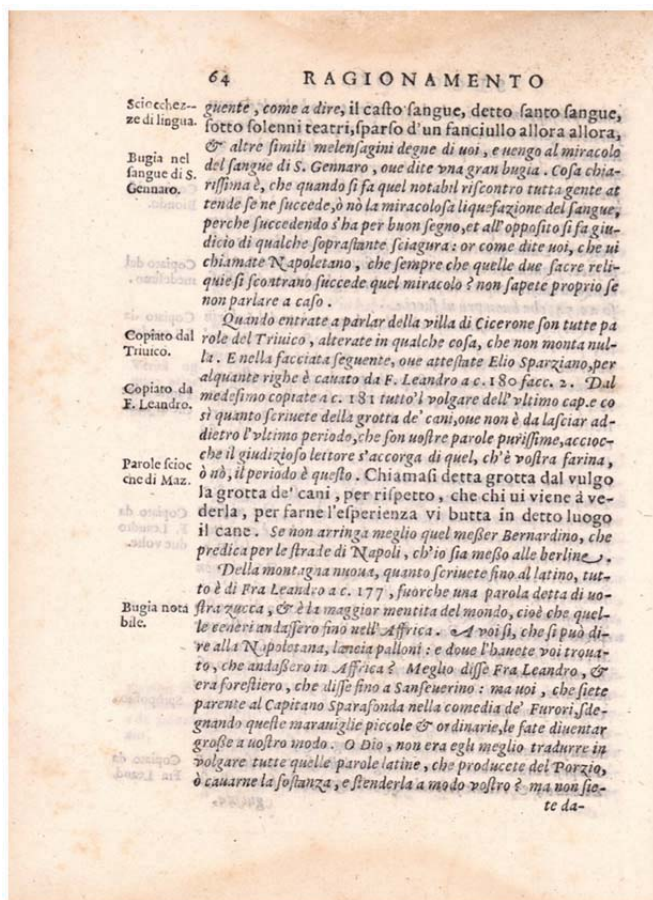 64 RAGIONAMENTO
Sciocchez-
ze di lingua.
guente, come a dire, il casto sangue, detto santo sangue,
sotto solenni teatri, sparso d'un fanciullo allora allora,
& altre simili melensagini degne di uoi, e uengo al miracolo
Bugia nel
sangue di S.
Gennaro.
del sangue di S. Gennaro, oue dite vna gran bugia. Cosa chia-
rissima è, che quando si fa quel notabil riscontro tutta gente at
tende se ne succede, ò nò la miracolosa liquefazione del sangue,
perche succedendo s'ha per buon segno, et all'opposito si fa giu-
dicio di qualche soprastante sciagura: or come dite uoi, che ui
chiamate Napoletano, che sempre che quelle due sacre reli-
quie si scontrano succede quel miracolo? non sapete proprio se
non parlare a caso.
Quando entrate a parlar della villa di Cicerone son tutte pa
Copiato dal
Triuico.
role del Triuico, alterate in qualche cosa, che non monta nul-
la. E nella facciata seguente, oue attestate Elio Sparziano, per
alquante righe è cauato da F. Leandro a c. 180 facc. 2. Dal
Copiato da
F. Leandro.
medesimo copiate a c. 181 tutto'l volgare dell'vltimo cap. e co
sì quanto scriuete della grotta de' cani, oue non è da lasciar ad-
dietro l'vltimo periodo, che son uostre parole purissime, accioc-
che il giudizioso lettore s'accorga di quel, ch'è vostra farina,
Parole scioc
che di Maz.
ò nò, il periodo è questo. Chiamasi detta grotta dal vulgo
la grotta de' cani, per rispetto, che chi ui viene à ve-
derla, per farne l'esperienza vi butta in detto luogo
il cane. Se non arringa meglio quel messer Bernardino, che
predica per le strade di Napoli, ch'io sia messo alle berline.
Della montagna nuoua, quanto scriuete fino al latino, tut-
to è di Fra Leandro a c. 177, fuorche una parola detta di uo-
Bugia nota
bile.
stra zucca, & è la maggior mentita del mondo, cioè che quel-
le ceneri andassero fino nell'Affrica. A voi sì, che si può di-
re alla Napoletana, lancia palloni: e doue l'hauete voi troua-
to, che andassero in Affrica? Meglio disse Fra Leandro, &
era forestiero, che disse fino a Sanseuerino: ma uoi, che siete
parente al Capitano Sparafonda nella comedia de' Furori, sde-
gnando queste marauiglie piccole & ordinarie, le fate diuentar
grosse a uostro modo. O Dio, non era egli meglio tradurre in
volgare tutte quelle parole latine, che producete del Porzio,
ò cauarne la sostanza, e stenderla a modo vostro? ma non sie-
te da-